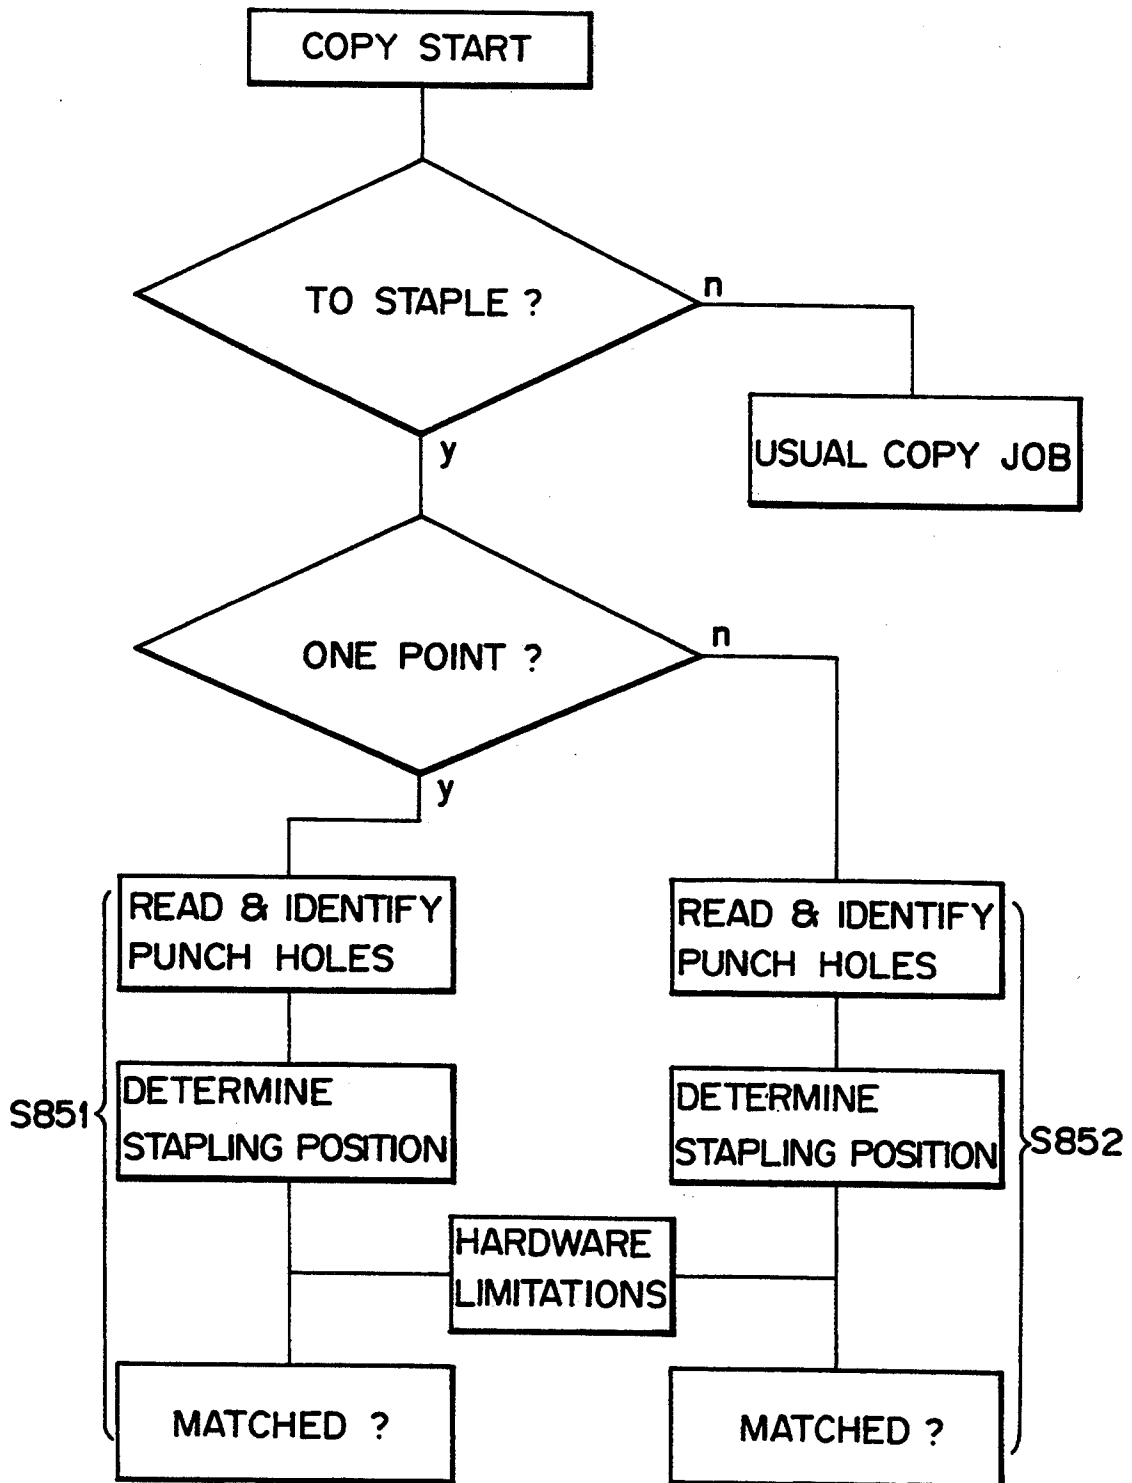 COPY START
TO STAPLE ?
n
y
USUAL COPY JOB
ONE POINT ?
n
y
READ & IDENTIFY
PUNCH HOLES
READ & IDENTIFY
PUNCH HOLES
S851
DETERMINE
STAPLING POSITION
DETERMINE
STAPLING POSITION
S852
HARDWARE
LIMITATIONS
MATCHED ?
MATCHED ?